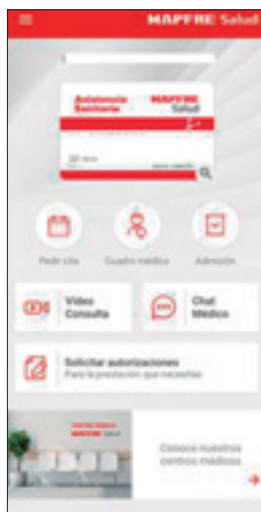 MAPFRE Salud
Asistencia
Sanitaria
MAPFRE
Salud
Pedir cita
Cuadro médico
Admisión
Video
Consulta
Chat
Médico
Solicitar autorizaciones
Para la prestación que necesites
MAPFRE Salud
Conoce nuestros
centros médicos